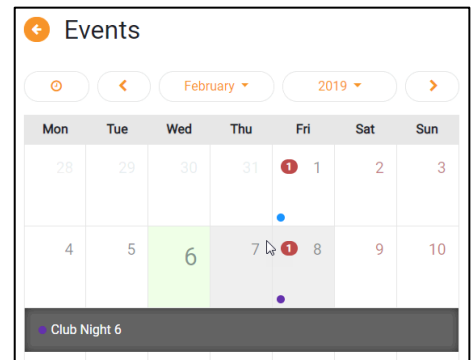 Events
February 2019
Mon Tue Wed Thu Fri Sat Sun
28 29 30 31 1 1 2 3
4 5 6 7 1 8 9 10
Club Night 6